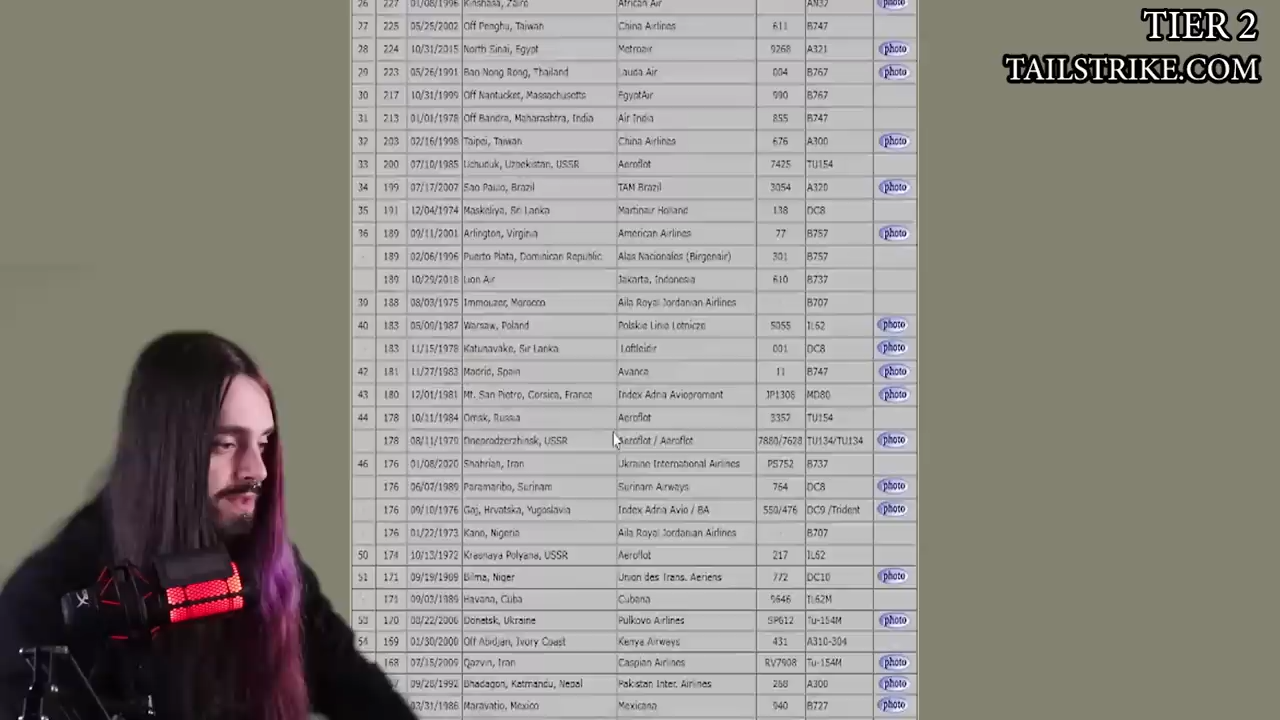 TIER 2
TAILSTRIKE.COM
26 227 01/08/1996 Kinshasa, Zaire African Air AN32 photo
27 225 05/25/2002 Off Penghu, Taiwan China Airlines 611 B747
28 224 10/31/2015 North Sinai, Egypt Metrojet 9268 A321 photo
29 223 05/26/1991 Ban Nong Rong, Thailand Lauda Air 004 B767 photo
30 217 10/31/1999 Off Nantucket, Massachusetts EgyptAir 990 B767
31 213 01/01/1978 Off Bandra, Maharashtra, India Air India 855 B747
32 203 02/16/1998 Taipei, Taiwan China Airlines 676 A300 photo
33 200 07/10/1985 Uchuduk, Uzbekistan, USSR Aeroflot 7425 TU154
34 199 07/17/2007 Sao Paulo, Brazil TAM Brazil 3054 A320 photo
35 191 12/04/1974 Maskeliya, Sri Lanka Martinair Holland 138 DC8
36 189 09/11/2001 Arlington, Virginia American Airlines 77 B757 photo
189 02/06/1996 Puerto Plata, Dominican Republic Alas Nacionales (Birgenair) 301 B757
189 10/29/2018 Lion Air Jakarta, Indonesia 610 B737
39 188 08/03/1975 Immouzer, Morocco Alia Royal Jordanian Airlines B707
40 183 05/09/1987 Warsaw, Poland Polskie Linie Lotnicze 5055 IL62 photo
183 11/15/1978 Katunayake, Sir Lanka Loftleidir 001 DC8 photo
42 181 11/27/1983 Madrid, Spain Avanca 11 B747 photo
43 180 12/01/1981 Mt. San Pietro, Corsica, France Index Adria Aviopromet JP1308 MD80 photo
44 178 10/11/1984 Omsk, Russia Aeroflot 3352 TU154
178 08/11/1979 Dneprodzerzhinsk, USSR Aeroflot / Aeroflot 7880/7628 TU134/TU134 photo
46 176 01/08/2020 Shahrian, Iran Ukraine International Airlines PS752 B737
176 06/07/1989 Paramaribo, Surinam Surinam Airways 764 DC8 photo
176 09/10/1976 Gaj, Hrvatska, Yugoslavia Index Adria Avio / BA 550/476 DC9 /Trident photo
176 01/22/1973 Kano, Nigeria Alia Royal Jordanian Airlines B707
50 174 10/13/1972 Krasnaya Polyana, USSR Aeroflot 217 IL62
51 171 09/19/1989 Bilma, Niger Union des Trans. Aeriens 772 DC10 photo
171 09/03/1989 Havana, Cuba Cubana 9646 IL62M
53 170 08/22/2006 Donetsk, Ukraine Pulkovo Airlines SP612 Tu-154M photo
54 169 01/30/2000 Off Abidjan, Ivory Coast Kenya Airways 431 A310-304
168 07/15/2009 Qazvin, Iran Caspian Airlines RV7908 Tu-154M photo
167 09/28/1992 Bhadagon, Katmandu, Nepal Pakistan Inter. Airlines 268 A300 photo
03/31/1986 Maravatio, Mexico Mexicana 940 B727 photo